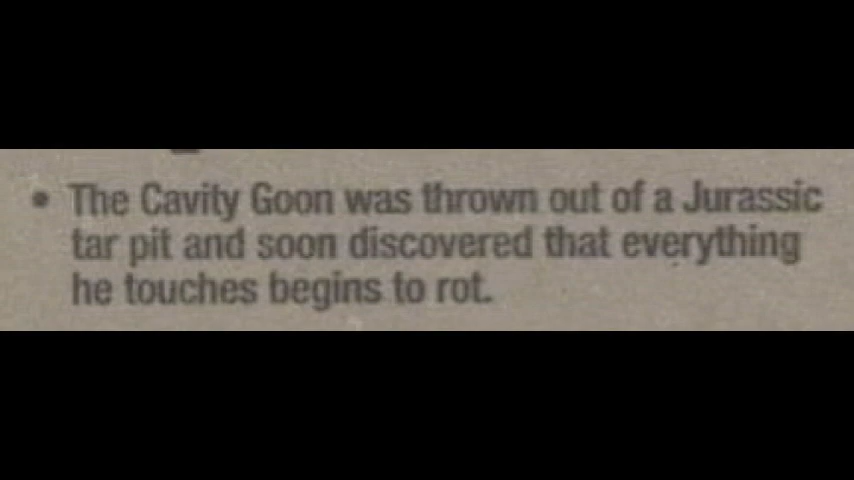 • The Cavity Goon was thrown out of a Jurassic
tar pit and soon discovered that everything
he touches begins to rot.